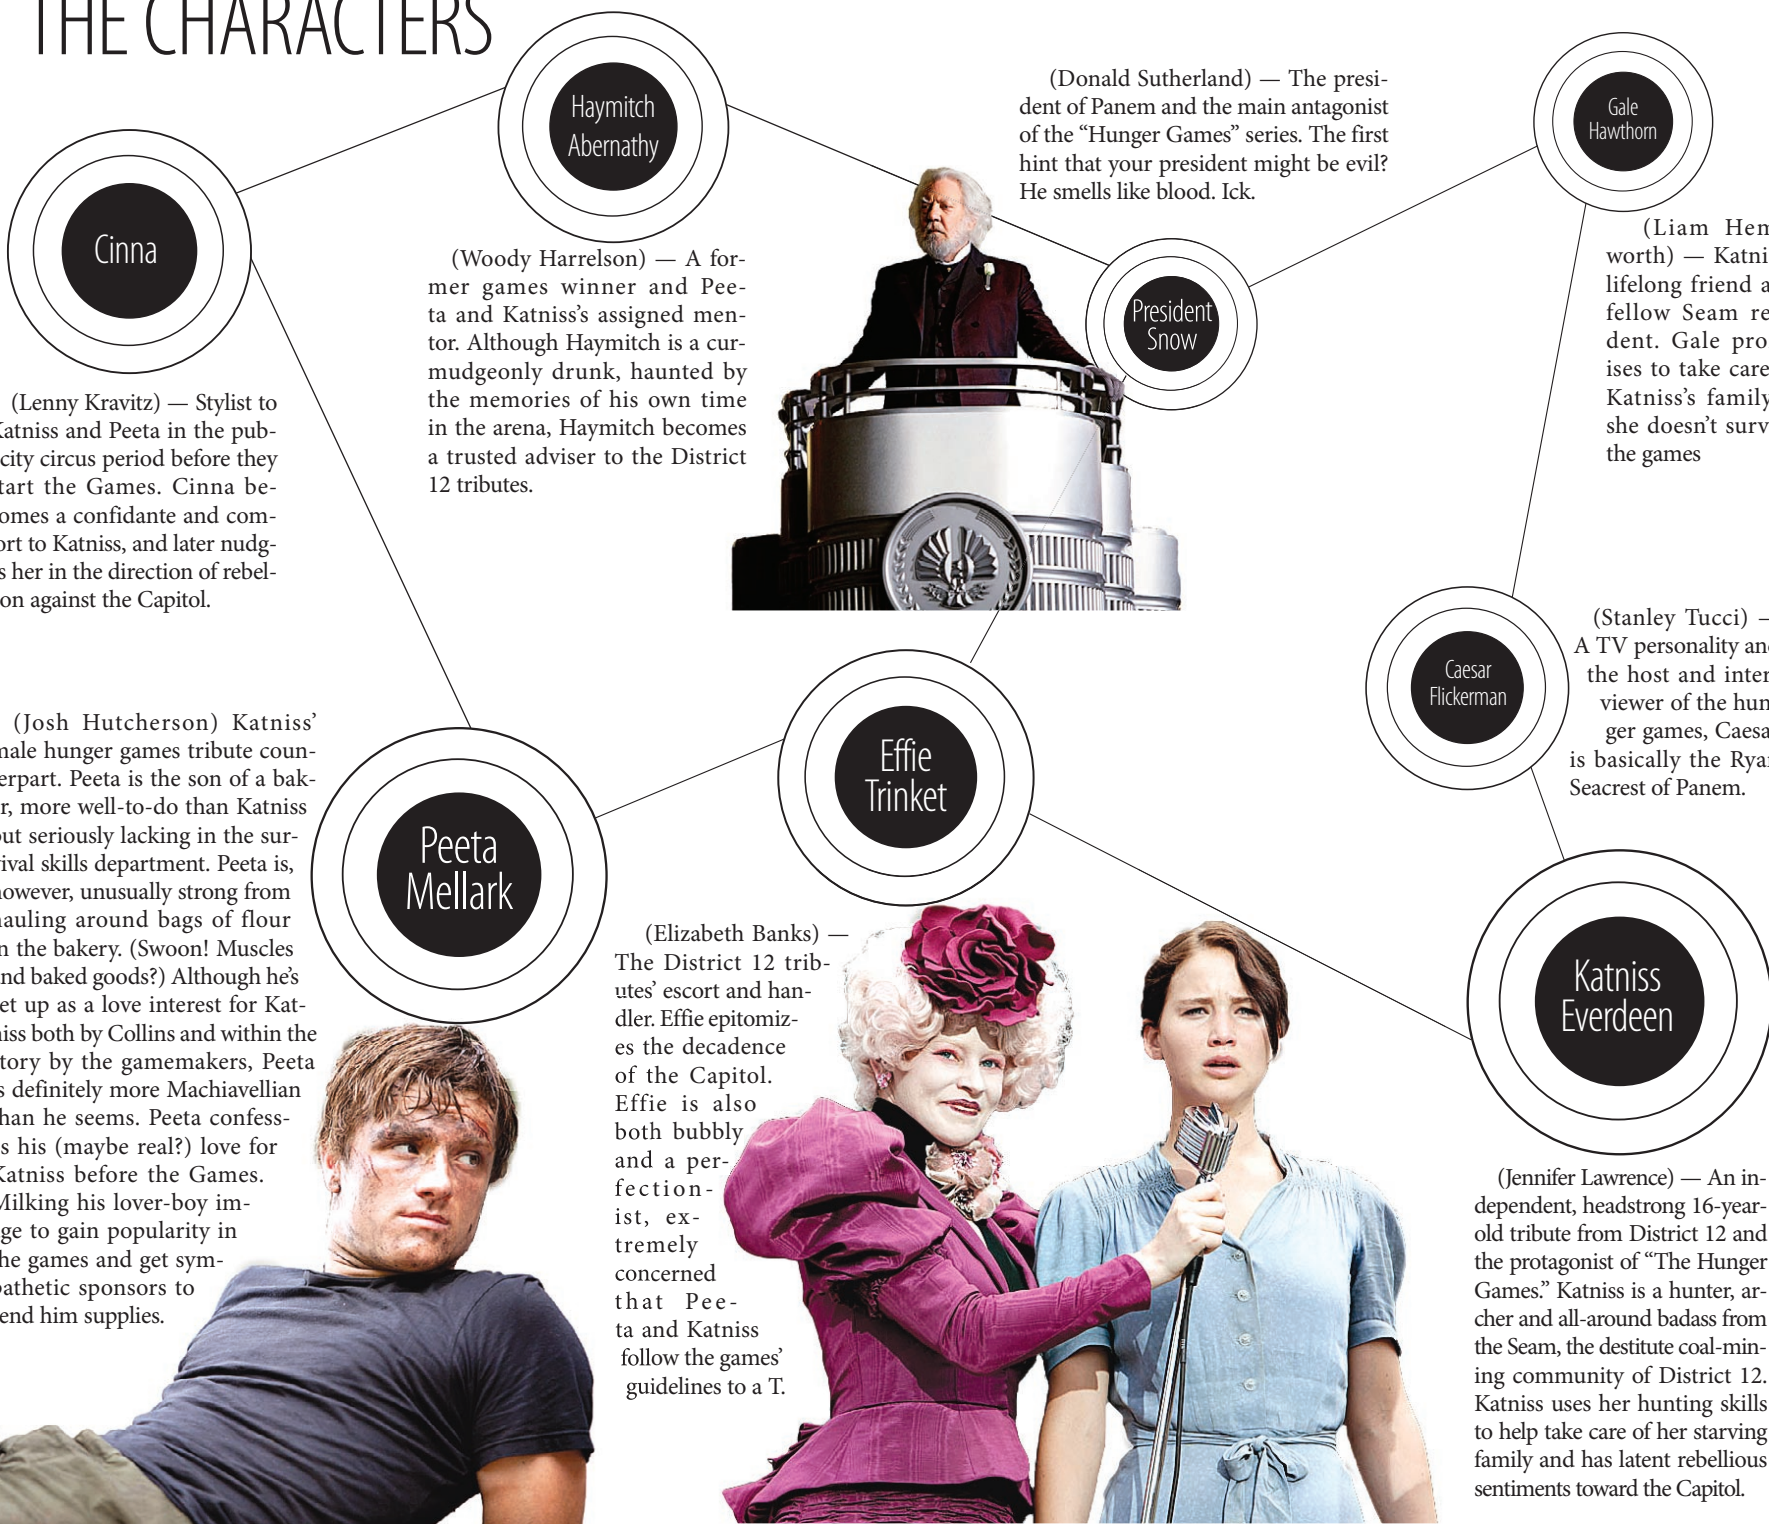 THE CHARACTERS
Cinna
(Lenny Kravitz) — Stylist to
Katniss and Peeta in the pub-
city circus period before they
tart the Games. Cinna be-
omes a confidante and com-
ort to Katniss, and later nudg-
s her in the direction of rebel-
on against the Capitol.
Haymitch
Abernathy
(Woody Harrelson) — A for-
mer games winner and Pee-
ta and Katniss's assigned men-
tor. Although Haymitch is a cur-
mudgeonly drunk, haunted by
the memories of his own time
in the arena, Haymitch becomes
a trusted adviser to the District
12 tributes.
(Donald Sutherland) — The presi-
dent of Panem and the main antagonist
of the “Hunger Games” series. The first
hint that your president might be evil?
He smells like blood. Ick.
President
Snow
Gale
Hawthorn
(Liam Hem
worth) — Katni
lifelong friend a
fellow Seam re
dent. Gale pro
ises to take care
Katniss's family
she doesn't surv
the games
Caesar
Flickerman
(Stanley Tucci) —
A TV personality and
the host and inter
viewer of the hun
ger games, Caesa
is basically the Ryan
Seacrest of Panem.
Peeta
Mellark
(Josh Hutcherson) Katniss'
male hunger games tribute coun-
erpart. Peeta is the son of a bak-
r, more well-to-do than Katniss
but seriously lacking in the sur-
vival skills department. Peeta is,
however, unusually strong from
hauling around bags of flour
n the bakery. (Swoon! Muscles
nd baked goods?) Although he's
et up as a love interest for Kat-
niss both by Collins and within the
tory by the gamemakers, Peeta
s definitely more Machiavellian
than he seems. Peeta confess-
s his (maybe real?) love for
Katniss before the Games.
Milking his lover-boy im-
ge to gain popularity in
he games and get sym-
pathetic sponsors to
end him supplies.
Effie
Trinket
(Elizabeth Banks) —
The District 12 trib-
utes' escort and han-
dler. Effie epitomiz-
es the decadence
of the Capitol.
Effie is also
both bubbly
and a per-
fection-
ist, ex-
tremely
concerned
that Pee-
ta and Katniss
follow the games'
guidelines to a T.
Katniss
Everdeen
(Jennifer Lawrence) — An in-
dependent, headstrong 16-year-
old tribute from District 12 and
the protagonist of “The Hunger
Games.” Katniss is a hunter, ar-
cher and all-around badass from
the Seam, the destitute coal-min-
ing community of District 12.
Katniss uses her hunting skills
to help take care of her starving
family and has latent rebellious
sentiments toward the Capitol.